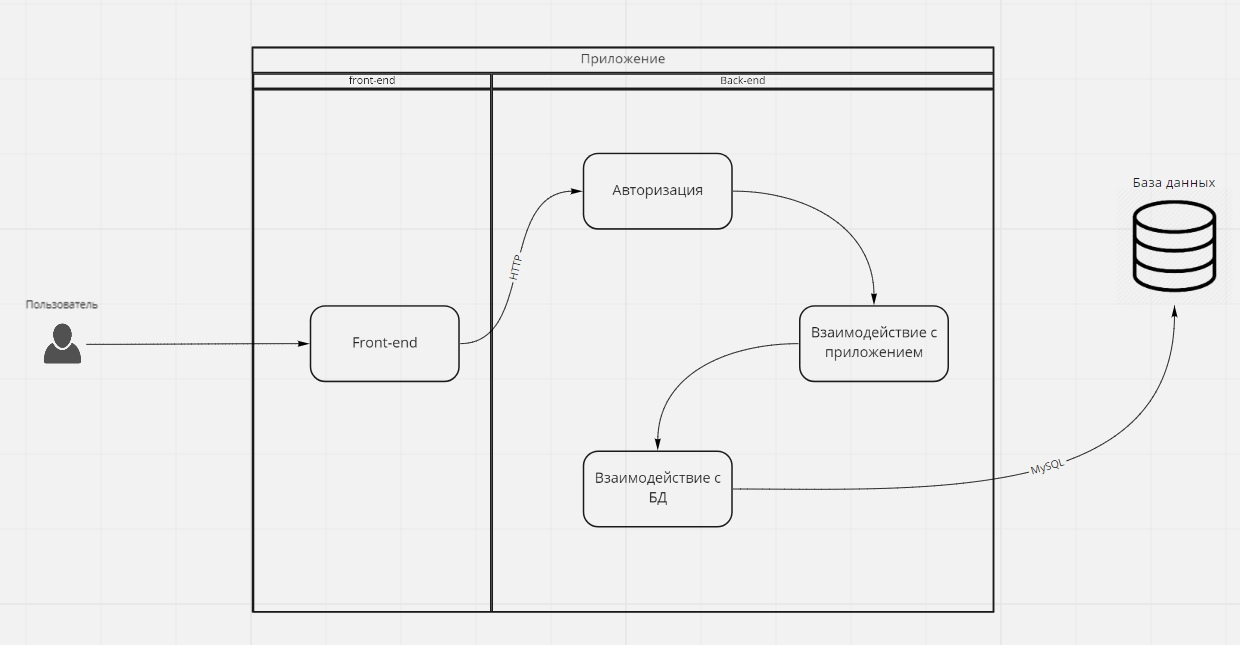 Приложение
front-end
Back-end
Авторизация
База данных
HTTP
Пользователь
Front-end
Взаимодействие с
приложением
MySQL
Взаимодействие с
БД